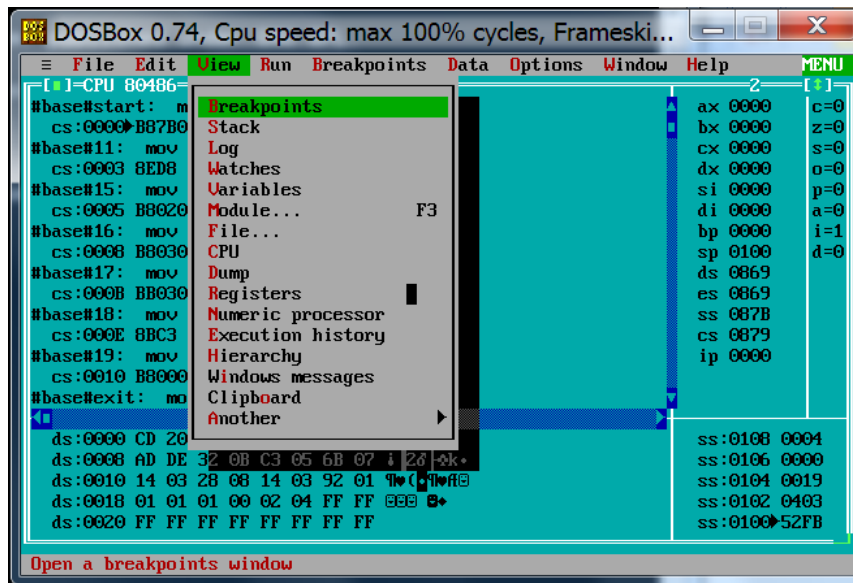 DOSBox 0.74, Cpu speed: max 100% cycles, Frameski...
≡ File Edit View Run Breakpoints Data Options Window Help MENU
[■]=CPU 80486 2 [↕]
#base#start: m
cs:0000►B87B0
#base#11: mov
cs:0003 8ED8
#base#15: mov
cs:0005 B8020
#base#16: mov
cs:0008 B8030
#base#17: mov
cs:000B BB030
#base#18: mov
cs:000E 8BC3
#base#19: mov
cs:0010 B8000
#base#exit: mo
Breakpoints
Stack
Log
Watches
Variables
Module... F3
File...
CPU
Dump
Registers
Numeric processor
Execution history
Hierarchy
Windows messages
Clipboard
Another
ax 0000 c=0
bx 0000 z=0
cx 0000 s=0
dx 0000 o=0
si 0000 p=0
di 0000 a=0
bp 0000 i=1
sp 0100 d=0
ds 0869
es 0869
ss 087B
cs 0879
ip 0000
ds:0000 CD 20
ds:0008 AD DE 32 0B C3 05 6B 07
ds:0010 14 03 28 08 14 03 92 01
ds:0018 01 01 01 00 02 04 FF FF
ds:0020 FF FF FF FF FF FF FF FF
ss:0108 0004
ss:0106 0000
ss:0104 0019
ss:0102 0403
ss:0100►52FB
Open a breakpoints window